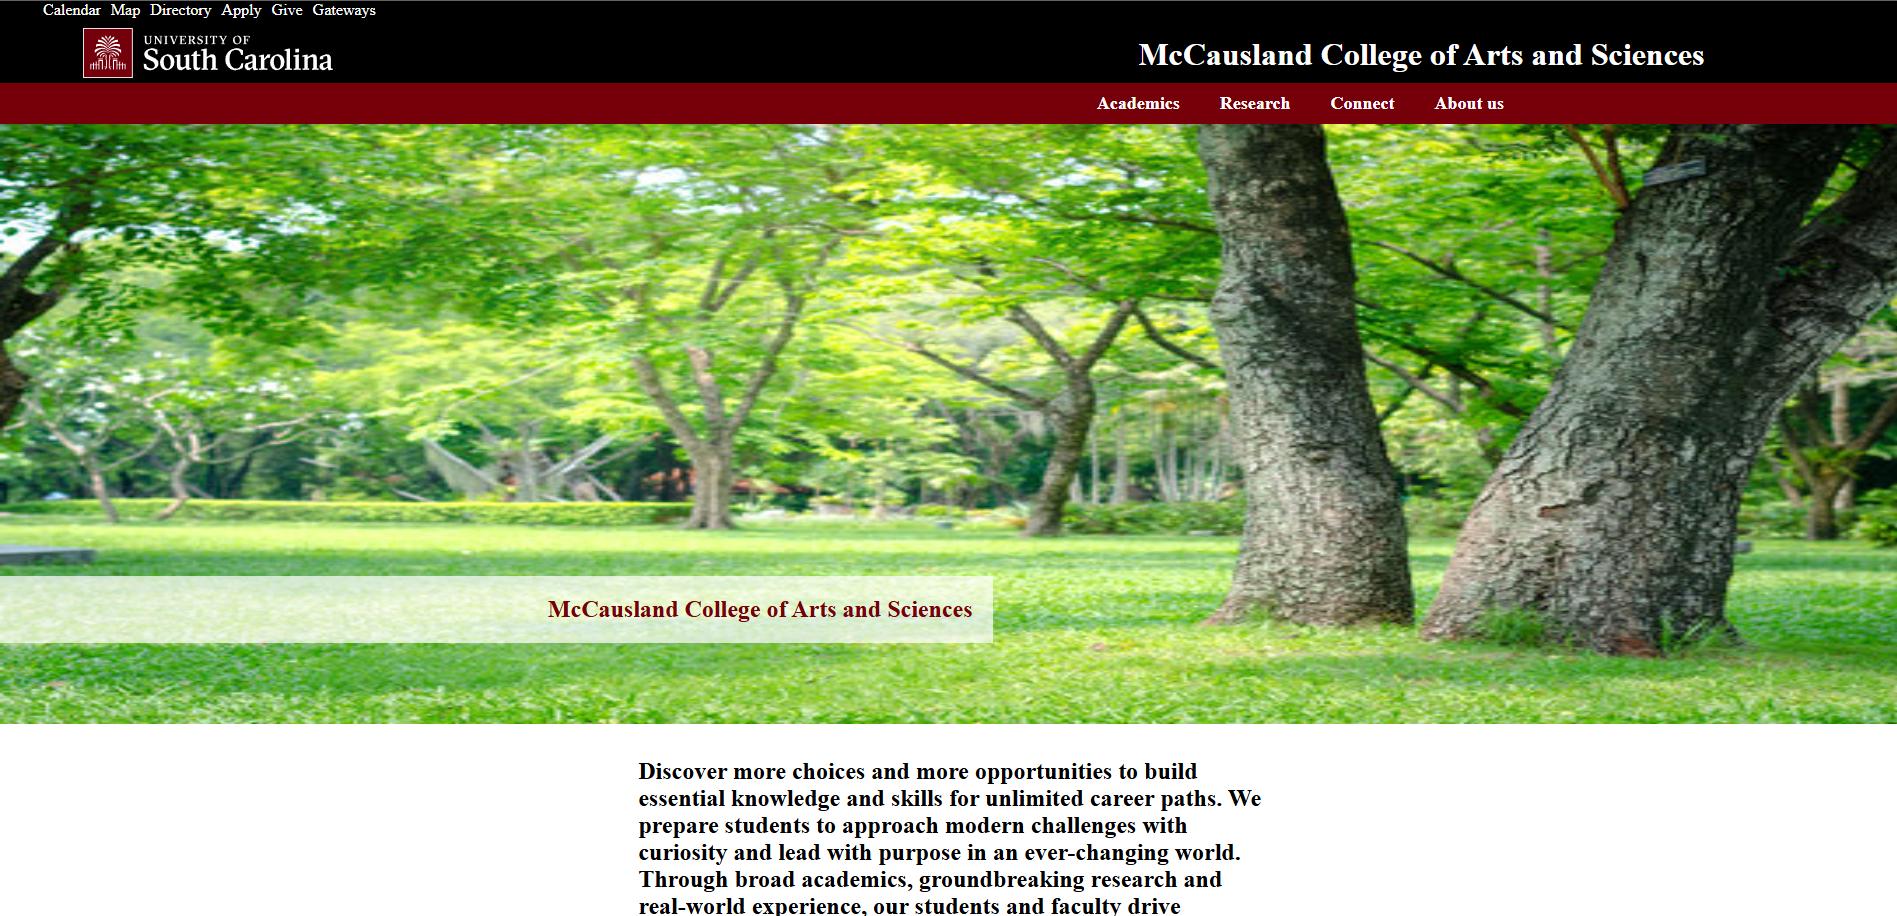 Calendar Map Directory Apply Give Gateways
UNIVERSITY OF
South Carolina
McCausland College of Arts and Sciences
Academics Research Connect About us
McCausland College of Arts and Sciences
Discover more choices and more opportunities to build
essential knowledge and skills for unlimited career paths. We
prepare students to approach modern challenges with
curiosity and lead with purpose in an ever-changing world.
Through broad academics, groundbreaking research and
real-world experience, our students and faculty drive